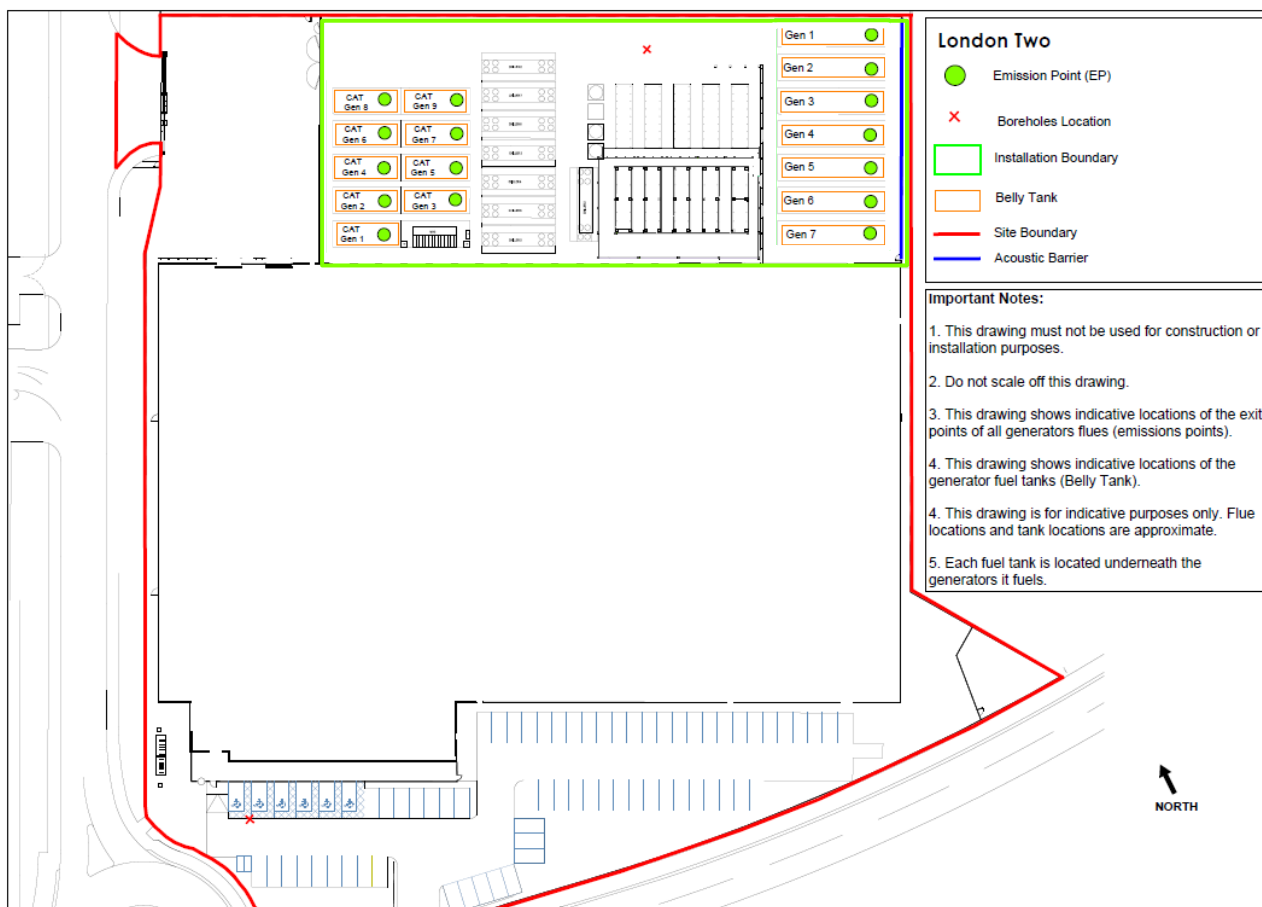 London Two
Emission Point (EP)
Boreholes Location
Installation Boundary
Belly Tank
Site Boundary
Acoustic Barrier
Important Notes:
1. This drawing must not be used for construction or
installation purposes.
2. Do not scale off this drawing.
3. This drawing shows indicative locations of the exit
points of all generators flues (emissions points).
4. This drawing shows indicative locations of the
generator fuel tanks (Belly Tank).
4. This drawing is for indicative purposes only. Flue
locations and tank locations are approximate.
5. Each fuel tank is located underneath the
generators it fuels.
CAT
Gen 8
CAT
Gen 9
CAT
Gen 6
CAT
Gen 7
CAT
Gen 4
CAT
Gen 5
CAT
Gen 2
CAT
Gen 3
CAT
Gen 1
Gen 1
Gen 2
Gen 3
Gen 4
Gen 5
Gen 6
Gen 7
NORTH